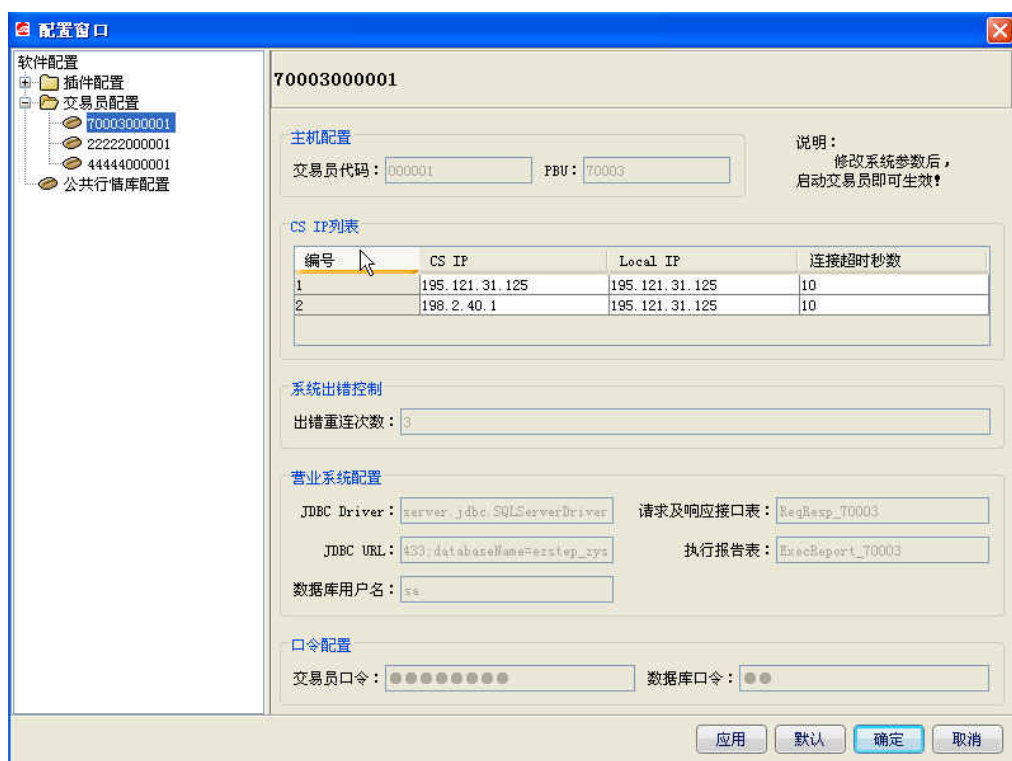 配置窗口
软件配置
插件配置
交易员配置
70003000001
22222000001
44444000001
公共行情库配置
70003000001
主机配置
交易员代码： 000001 PBU： 70003
说明：
修改系统参数后，
启动交易员即可生效！
CS IP列表
编号 CS IP Local IP 连接超时秒数
1 195.121.31.125 195.121.31.125 10
2 198.2.40.1 195.121.31.125 10
系统出错控制
出错重连次数： 3
营业系统配置
JDBC Driver： server.jdbc.SQLServerDriver 请求及响应接口表： ReqResp_70003
JDBC URL： 433;databaseName=ezstep_zys 执行报告表： ExecReport_70003
数据库用户名： sa
口令配置
交易员口令： ●●●●●●●● 数据库口令： ●●
应用 默认 确定 取消